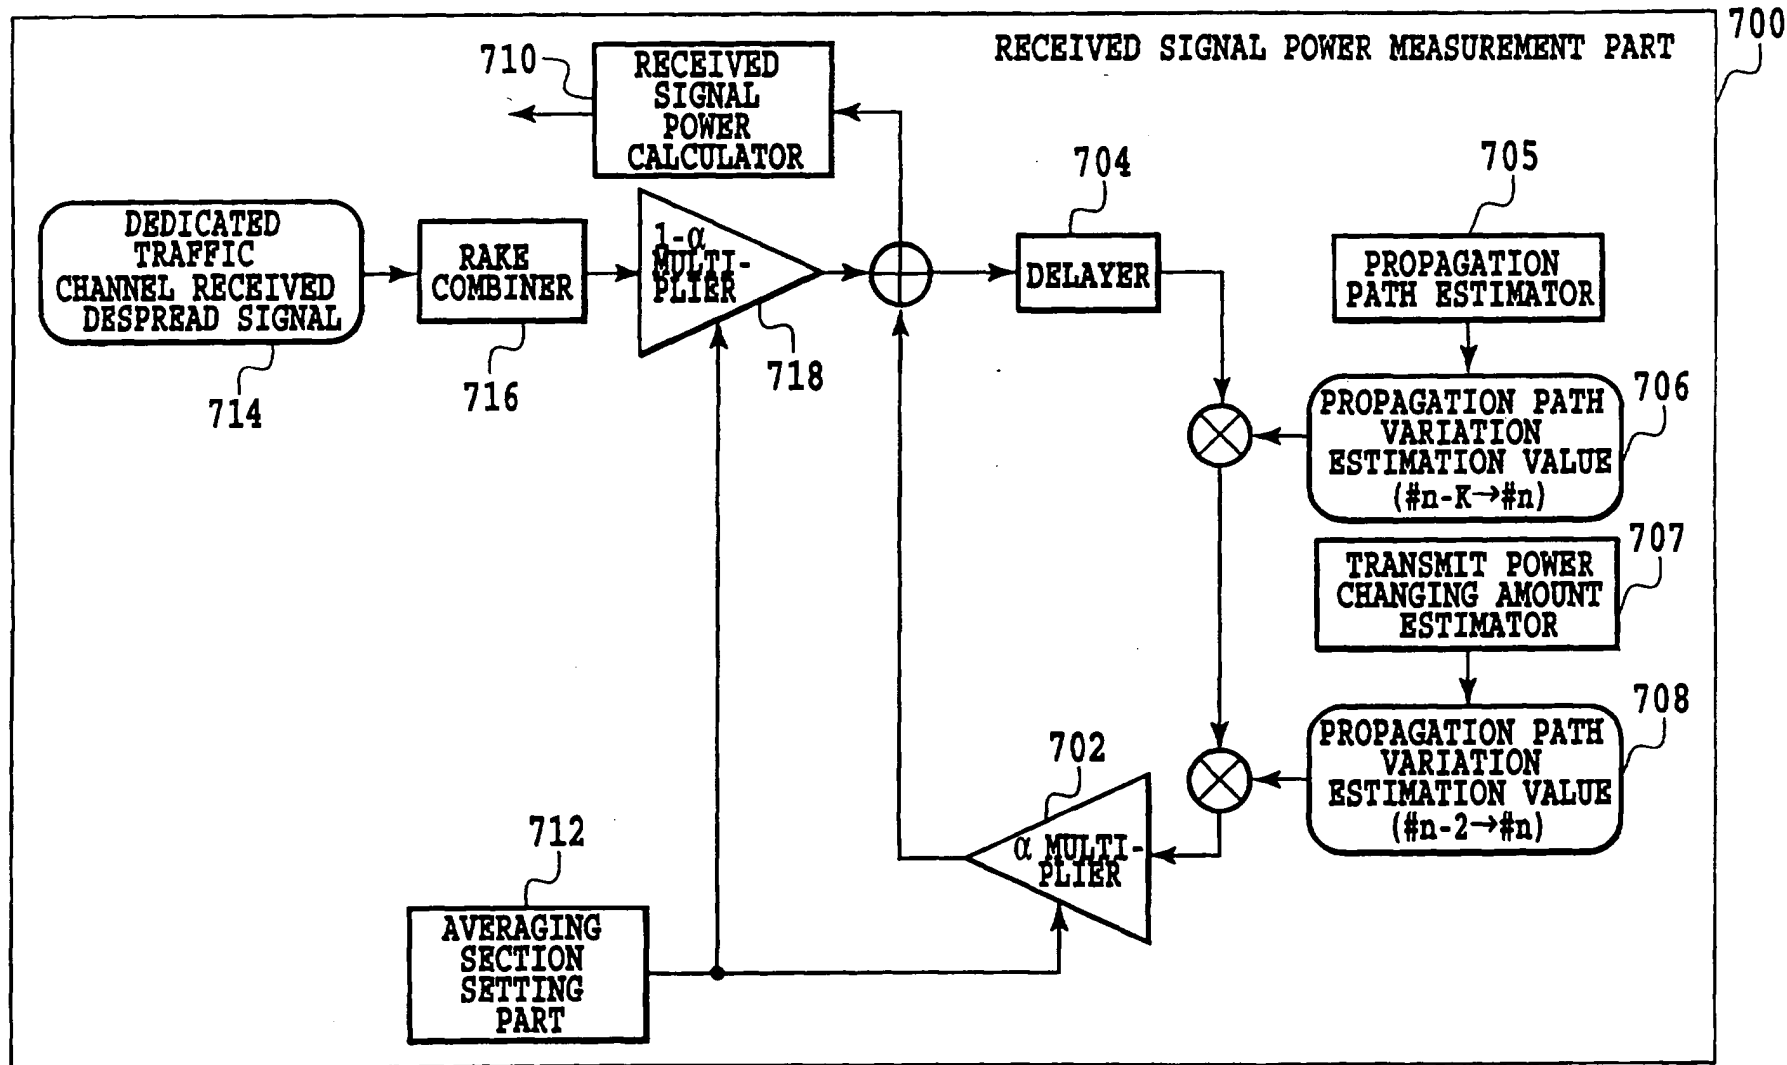 700
RECEIVED SIGNAL POWER MEASUREMENT PART
710
RECEIVED
SIGNAL
POWER
CALCULATOR
704
705
DEDICATED
TRAFFIC
CHANNEL RECEIVED
DESPREAD SIGNAL
714
RAKE
COMBINER
716
1-α
MULTI-
PLIER
718
DELAYER
PROPAGATION
PATH ESTIMATOR
706
PROPAGATION PATH
VARIATION
ESTIMATION VALUE
(#n-K→#n)
707
TRANSMIT POWER
CHANGING AMOUNT
ESTIMATOR
708
PROPAGATION PATH
VARIATION
ESTIMATION VALUE
(#n-2→#n)
702
α MULTI-
PLIER
712
AVERAGING
SECTION
SETTING
PART